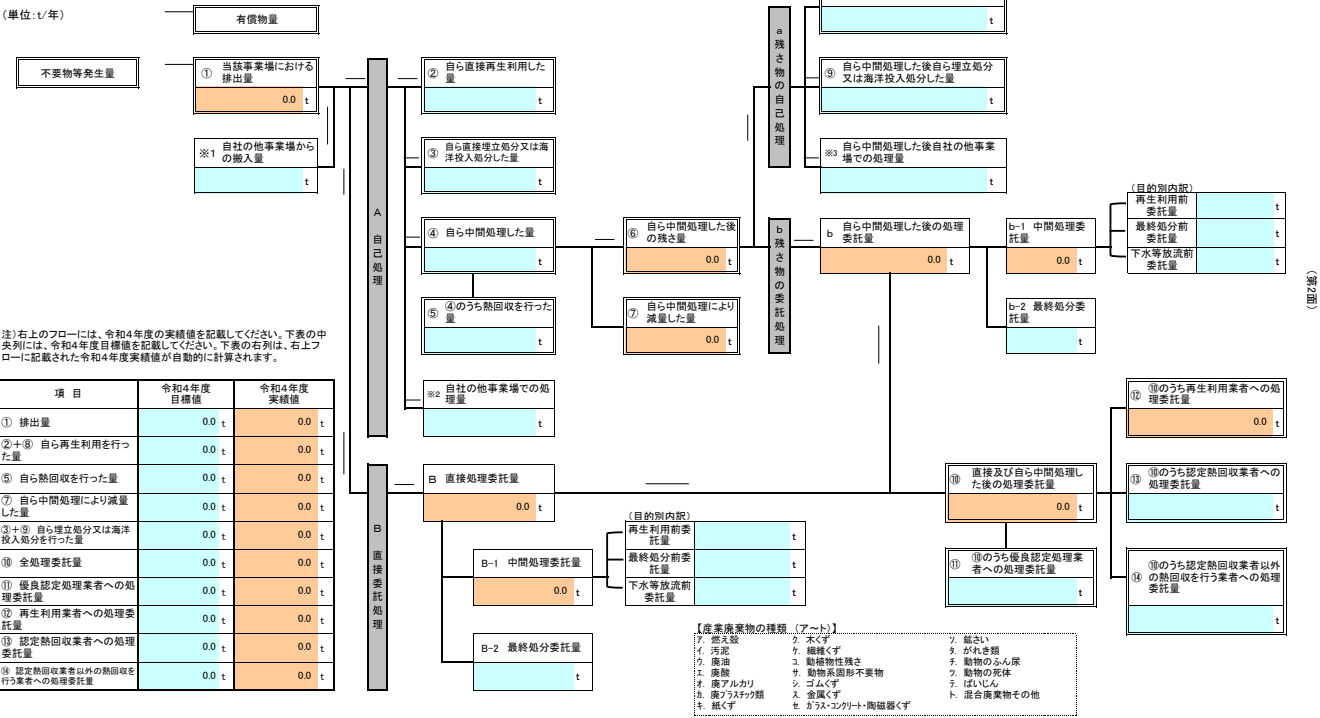 (単位:t/年)
有償物量
不要物等発生量
① 当該事業場における
排出量
0.0 t
※1 自社の他事業場から
の搬入量
t
A 自己処理
② 自ら直接再生利用した
量
t
③ 自ら直接埋立処分又は海
洋投入処分した量
t
④ 自ら中間処理した量
t
⑤ ④のうち熱回収を行った
量
t
※2 自社の他事業場での処
理量
t
⑥ 自ら中間処理した後
の残さ量
0.0 t
⑦ 自ら中間処理により
減量した量
0.0 t
a 残さ物の自己処理
t
⑨ 自ら中間処理した後自ら埋立処分
又は海洋投入処分した量
t
※3 自ら中間処理した後自社の他事業
場での処理量
t
b 残さ物の委託処理
b 自ら中間処理した後の処理
委託量
0.0 t
b-1 中間処理委
託量
0.0 t
b-2 最終処分委
託量
t
(目的別内訳)
再生利用前
委託量
t
最終処分前
委託量
t
下水等放流前
委託量
t
(第2面)
注)右上のフローには、令和4年度の実績値を記載してください。下表の中
央列には、令和4年度目標値を記載してください。下表の右列は、右上フ
ローに記載された令和4年度実績値が自動的に計算されます。
項 目 令和4年度
目標値 令和4年度
実績値
① 排出量 0.0 t 0.0 t
②+⑧ 自ら再生利用を行っ
た量 0.0 t 0.0 t
⑤ 自ら熱回収を行った量 0.0 t 0.0 t
⑦ 自ら中間処理により減量
した量 0.0 t 0.0 t
③+⑨ 自ら埋立処分又は海洋
投入処分を行った量 0.0 t 0.0 t
⑩ 全処理委託量 0.0 t 0.0 t
⑪ 優良認定処理業者への処
理委託量 0.0 t 0.0 t
⑫ 再生利用業者への処理委
託量 0.0 t 0.0 t
⑬ 認定熱回収業者への処理
委託量 0.0 t 0.0 t
⑭ 認定熱回収業者以外の熱回収を
行う業者への処理委託量 0.0 t 0.0 t
B 直接委託処理
B 直接処理委託量
0.0 t
B-1 中間処理委託量
0.0 t
B-2 最終処分委託量
t
(目的別内訳)
再生利用前委
託量
t
最終処分前委
託量
t
下水等放流前
委託量
t
⑩ 直接及び自ら中間処理し
た後の処理委託量
0.0 t
⑪ ⑩のうち優良認定処理業
者への処理委託量
t
⑫ ⑩のうち再生利用業者への処
理委託量
0.0 t
⑬ ⑩のうち認定熱回収業者への
処理委託量
t
⑭ ⑩のうち認定熱回収業者以外
の熱回収を行う業者への処理
委託量
t
【産業廃棄物の種類 (ア~ト)】
ア. 燃え殻 ク. 木くず ソ. 鉱さい
イ. 汚泥 ケ. 繊維くず タ. がれき類
ウ. 廃油 コ. 動植物性残さ チ. 動物のふん尿
エ. 廃酸 サ. 動物系固形不要物 ツ. 動物の死体
オ. 廃アルカリ シ. ゴムくず テ. ばいじん
カ. 廃プラスチック類 ス. 金属くず ト. 混合廃棄物その他
キ. 紙くず セ. ガラス・コンクリート・陶磁器くず